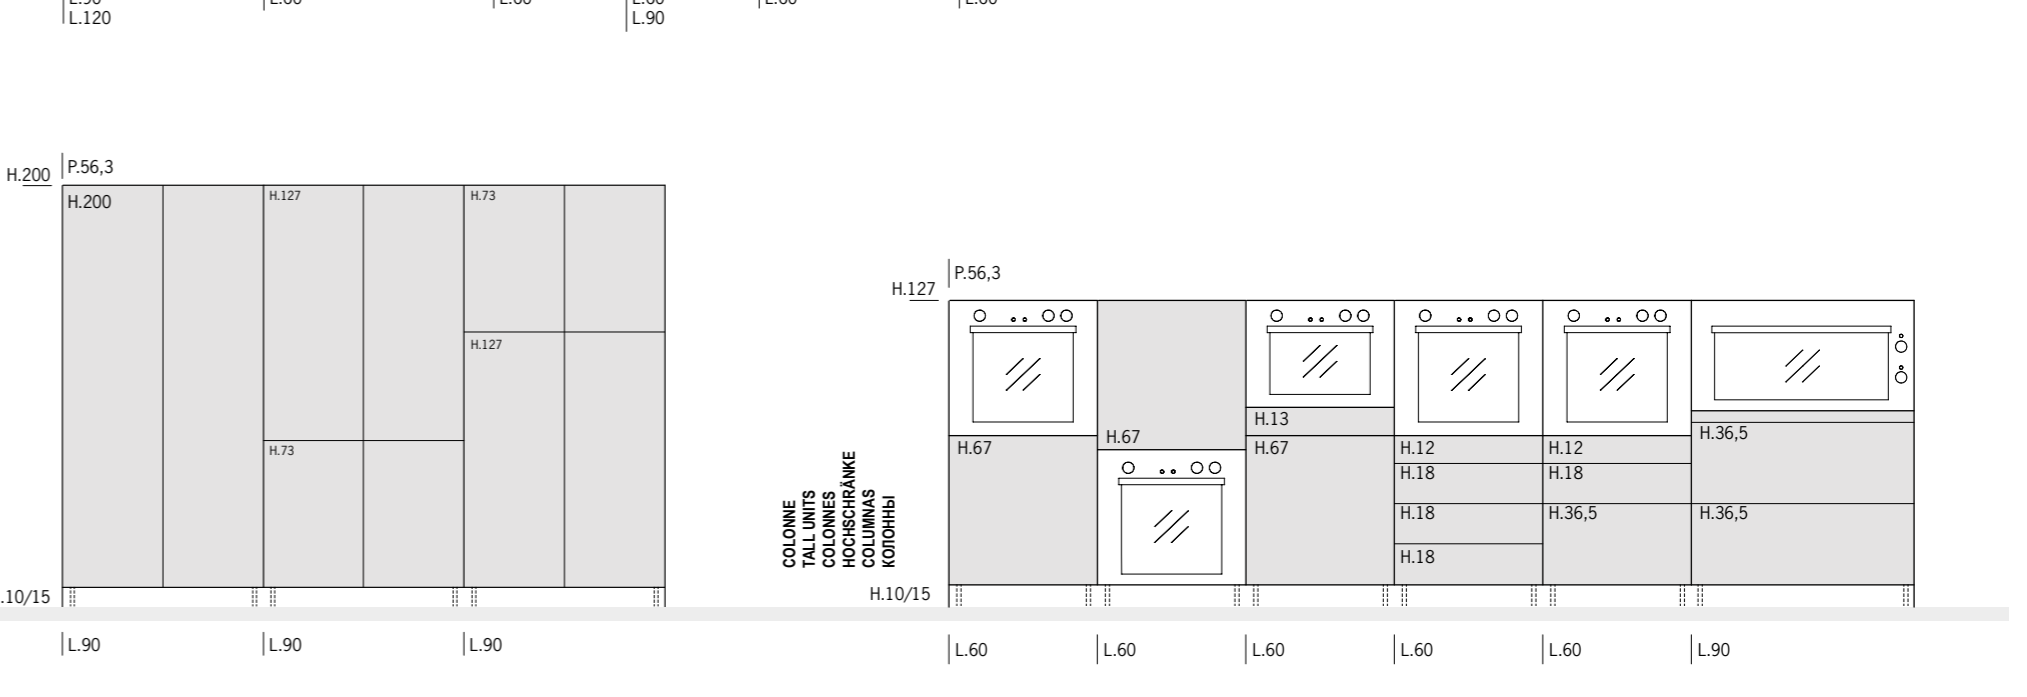 L.120
L.90
P.56,3
H.200
H.200
H.127
H.73
H.127
H.73
.10/15
L.90
L.90
L.90
COLONNE
TALL UNITS
COLONNES
HOCHSCHRÄNKE
COLUMNAS
КОЛОННЫ
P.56,3
H.127
H.67
H.67
H.13
H.67
H.12
H.18
H.18
H.18
H.12
H.18
H.36,5
H.36,5
H.36,5
H.10/15
L.60
L.60
L.60
L.60
L.60
L.90